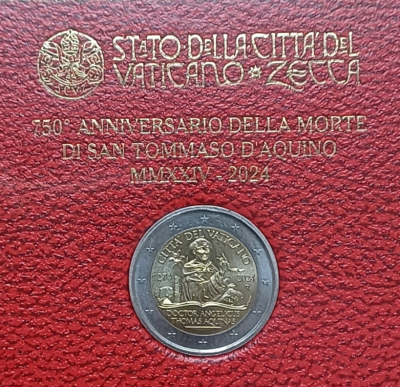 STATO DELLA CITTÀ DEL
VATICANO * ZECCA
750° ANNIVERSARIO DELLA MORTE
DI SAN TOMMASO D'AQUINO
MMXXIV - 2024
CITTÀ DEL VATICANO
DOCTOR ANGELICUS
THOMAS AQUINAS